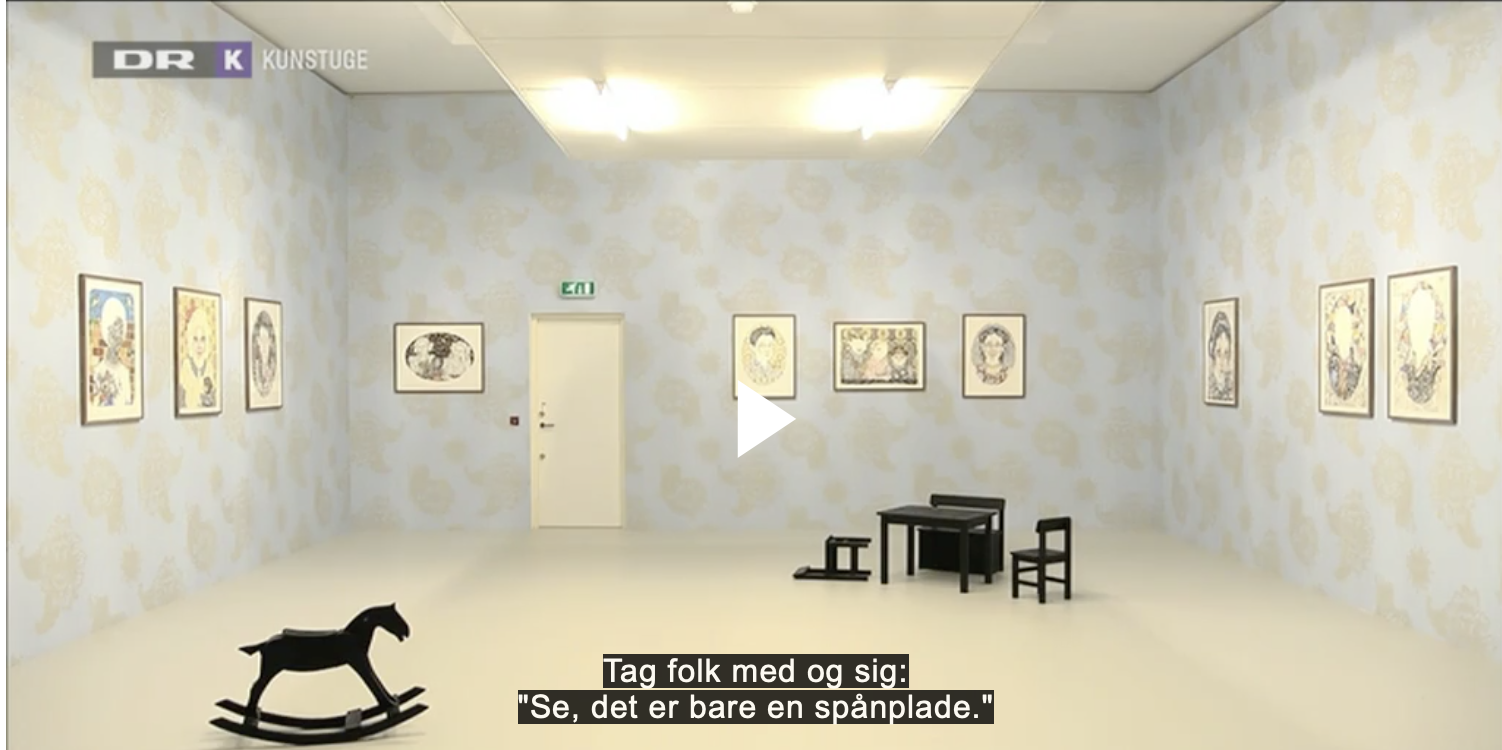 DR K KUNSTUGE
Tag folk med og sig:
"Se, det er bare en spånplade."